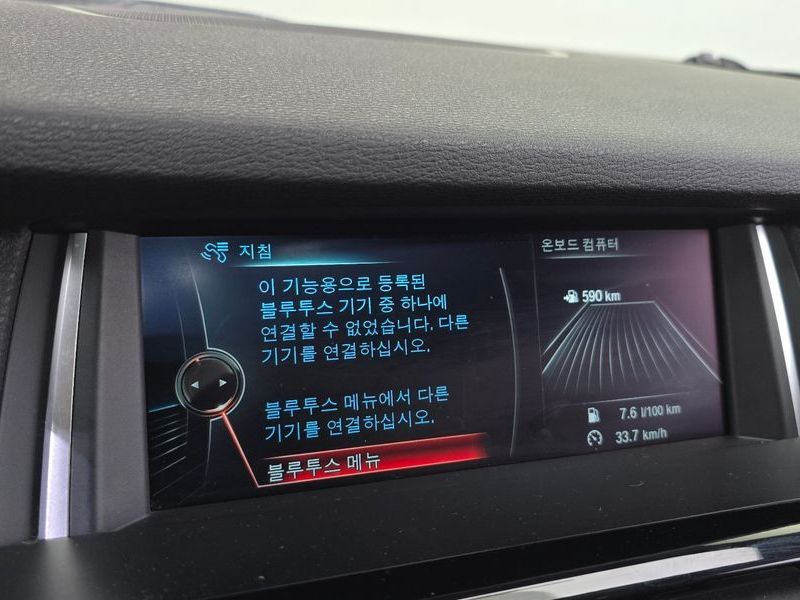 지침
이 기능용으로 등록된
블루투스 기기 중 하나에
연결할 수 없었습니다. 다른
기기를 연결하십시오.
블루투스 메뉴에서 다른
기기를 연결하십시오.
블루투스 메뉴
온보드 컴퓨터
590 km
7.6 l/100 km
33.7 km/h